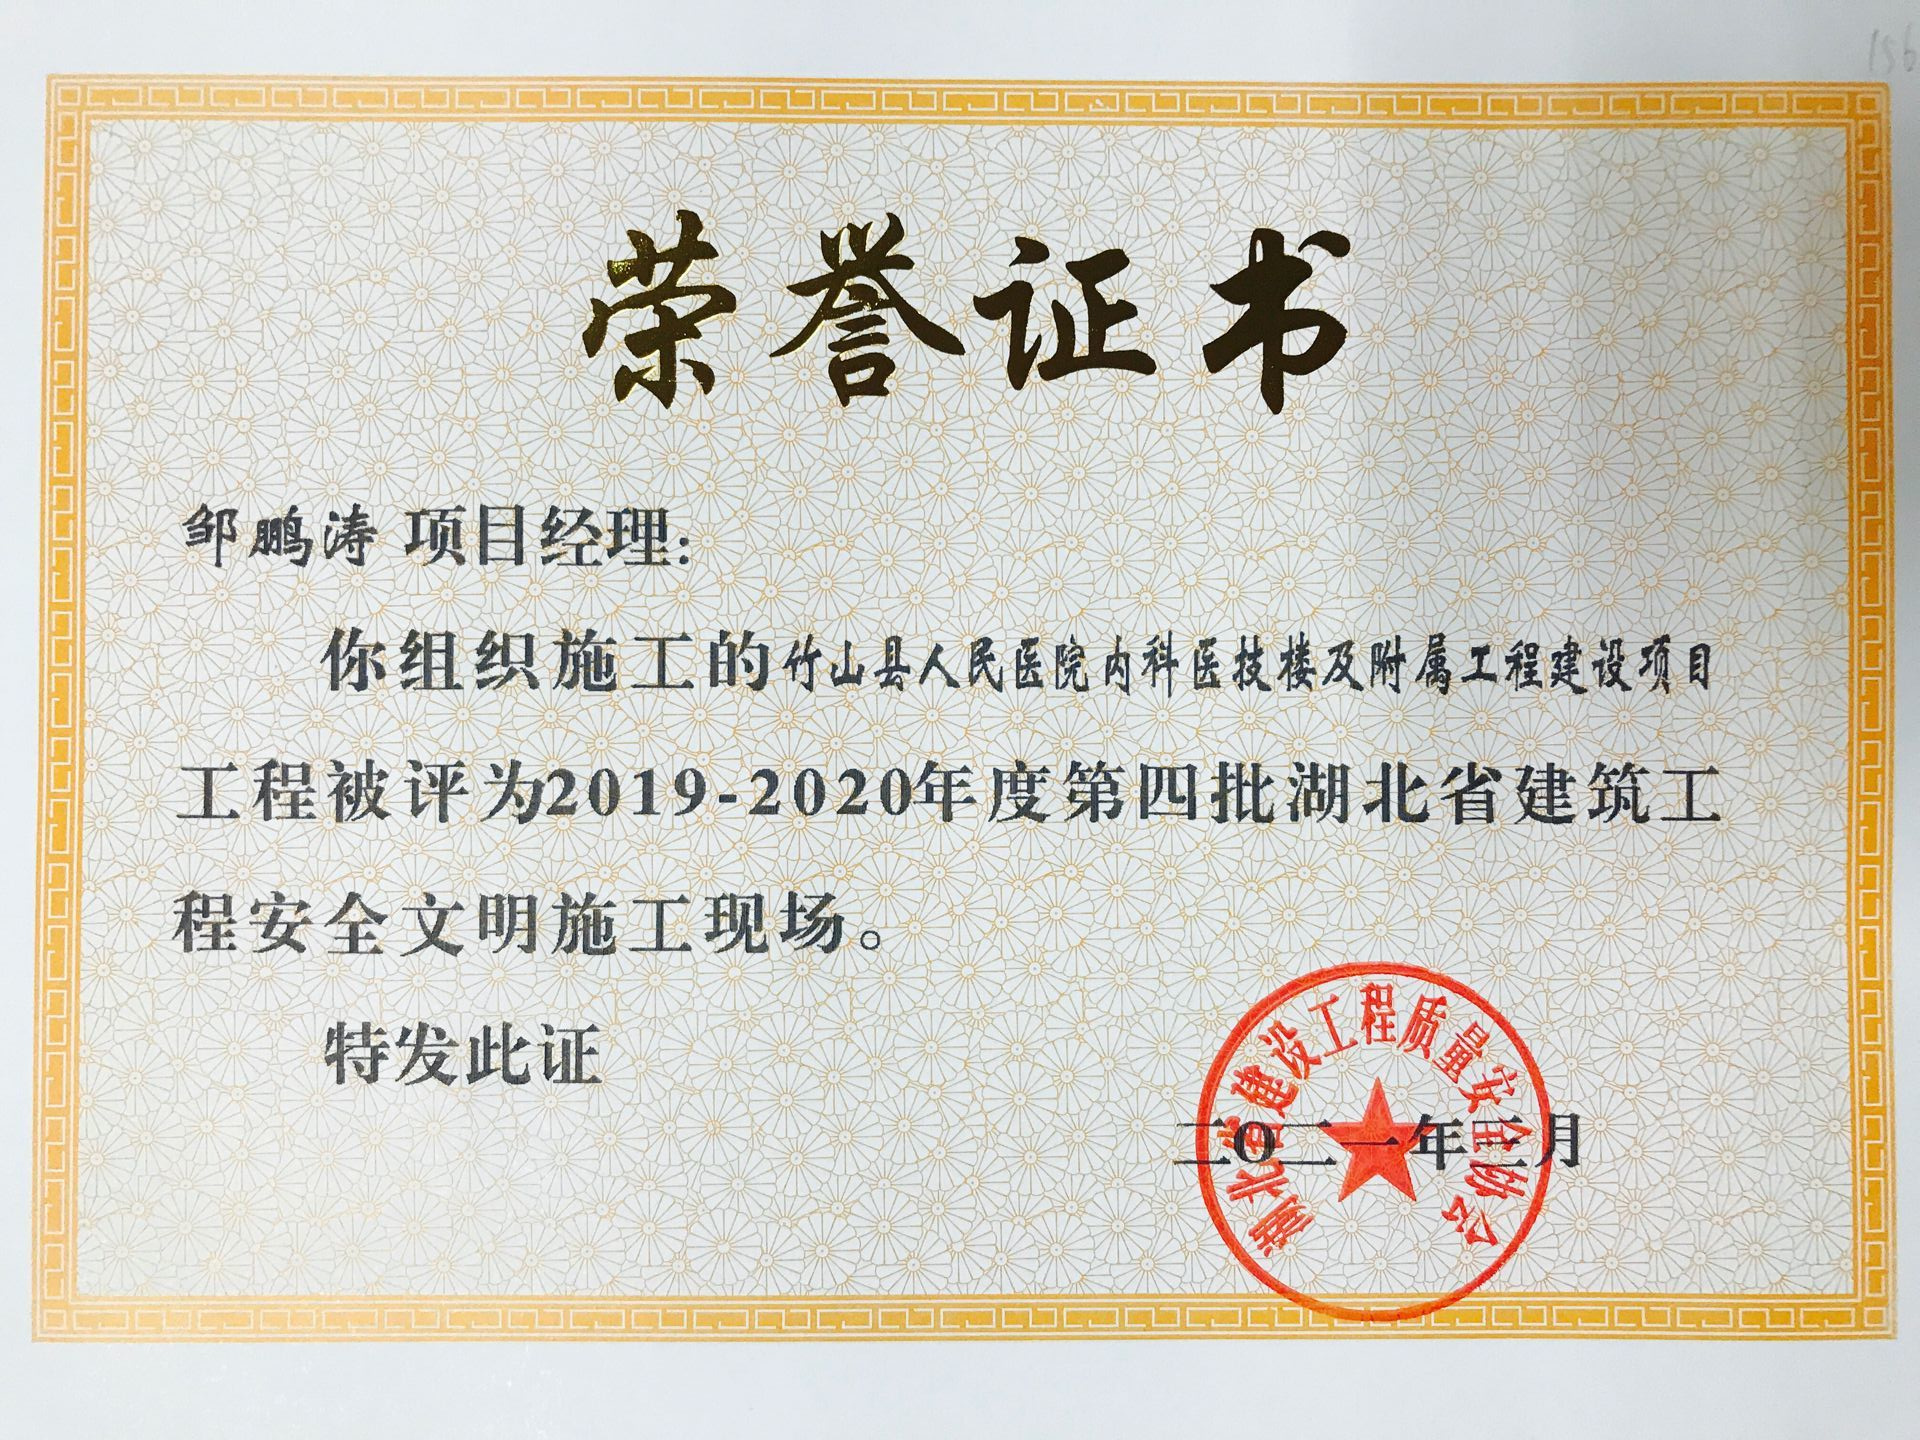 156
荣誉证书
邹鹏涛 项目经理:
你组织施工的竹山县人民医院内科医技楼及附属工程建设项目
工程被评为2019-2020年度第四批湖北省建筑工
程安全文明施工现场。
特发此证
湖北省建设工程质量安全协会
二〇二一年三月